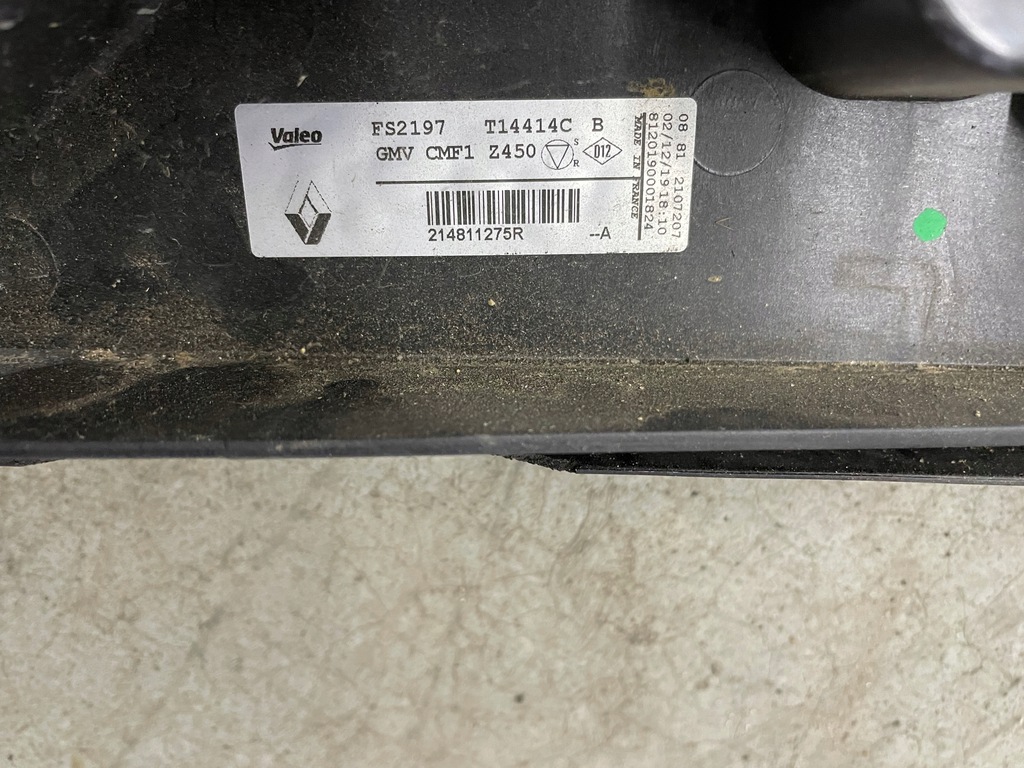 Valeo
FS2197 T14414C B
GMV CMF1 Z450 S R D12
214811275R --A
MADE IN FRANCE
8120190001824
02/12/19 18:10
08 81 2107207